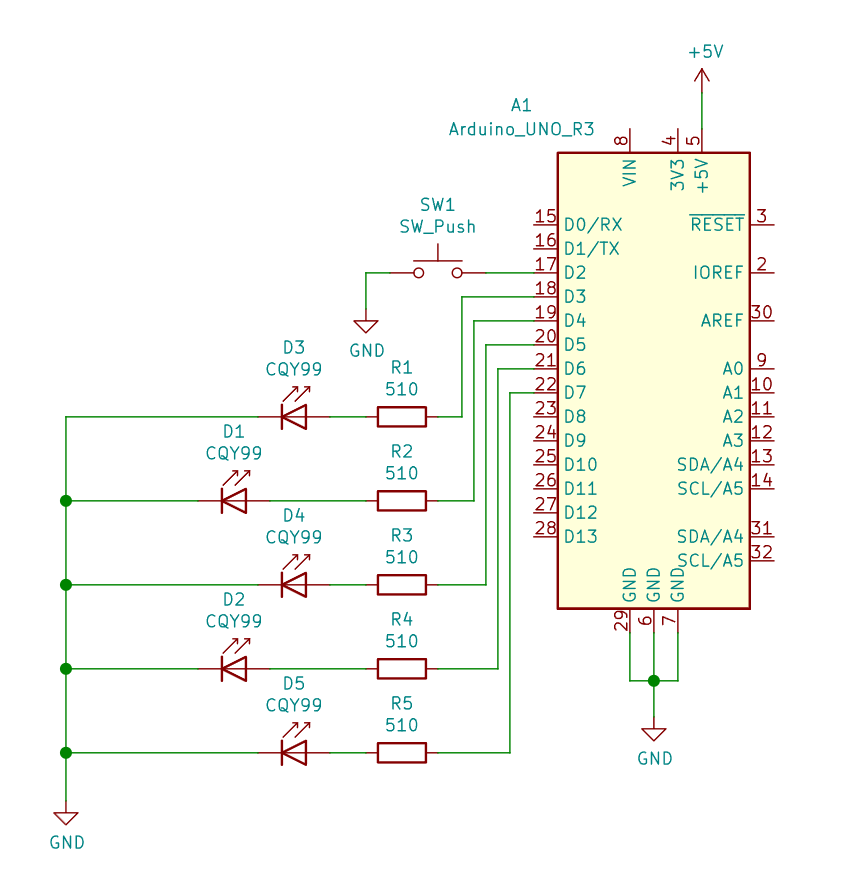 +5V
A1
Arduino_UNO_R3
8
VIN
4
3V3
5
+5V
SW1
SW_Push
GND
15 D0/RX
16 D1/TX
17 D2
18 D3
19 D4
20 D5
21 D6
22 D7
23 D8
24 D9
25 D10
26 D11
27 D12
28 D13
RESET 3
IOREF 2
AREF 30
A0 9
A1 10
A2 11
A3 12
SDA/A4 13
SCL/A5 14
SDA/A4 31
SCL/A5 32
GND
29
GND
6
GND
7
GND
D3
CQY99
R1
510
D1
CQY99
R2
510
D4
CQY99
R3
510
D2
CQY99
R4
510
D5
CQY99
R5
510
GND